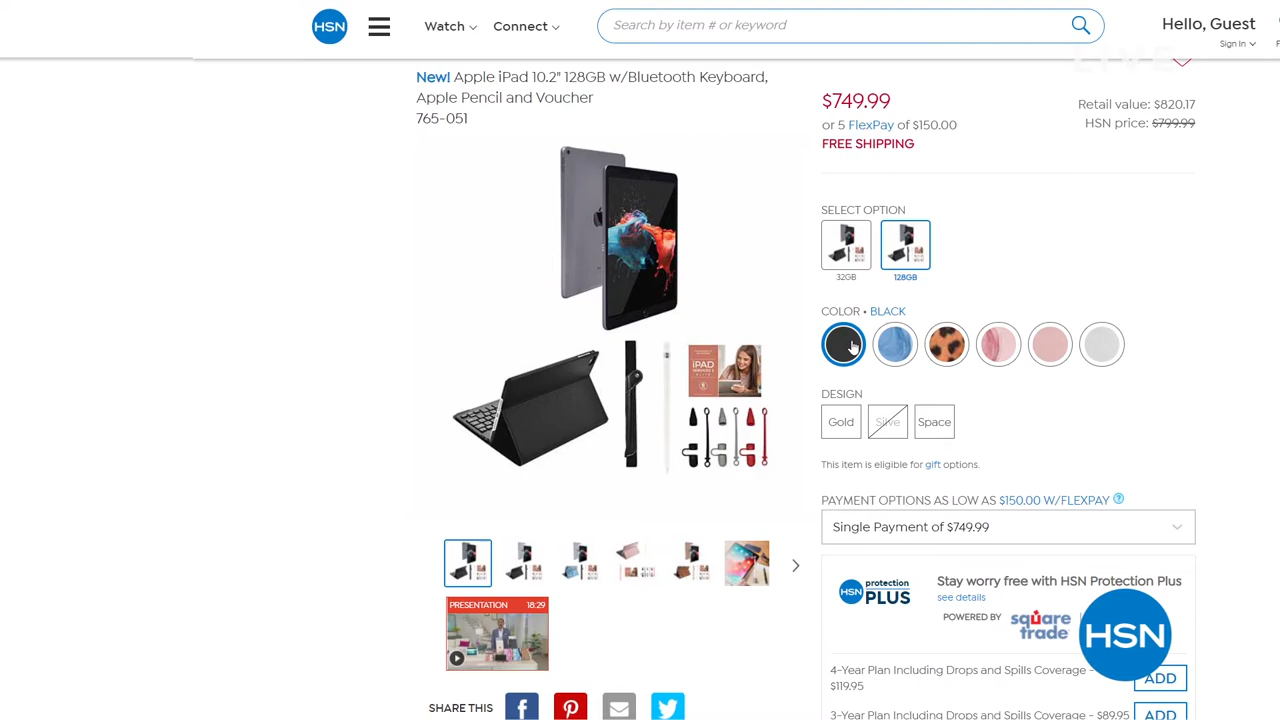 HSN
Watch
Connect
Search by item # or keyword
Hello, Guest
Sign In
LIVE
New! Apple iPad 10.2" 128GB w/Bluetooth Keyboard,
Apple Pencil and Voucher
765-051
$749.99
Retail value: $820.17
or 5 FlexPay of $150.00
HSN price: $799.99
FREE SHIPPING
SELECT OPTION
32GB
128GB
COLOR • BLACK
DESIGN
Gold
Silve
Space
This item is eligible for gift options.
PAYMENT OPTIONS AS LOW AS $150.00 W/FLEXPAY ?
Single Payment of $749.99
HSN protection PLUS
Stay worry free with HSN Protection Plus
see details
POWERED BY square trade
HSN
4-Year Plan Including Drops and Spills Coverage -
$119.95
ADD
3-Year Plan Including Drops and Spills Coverage - $89.95
ADD
iPAD
PRESENTATION 18:29
SHARE THIS